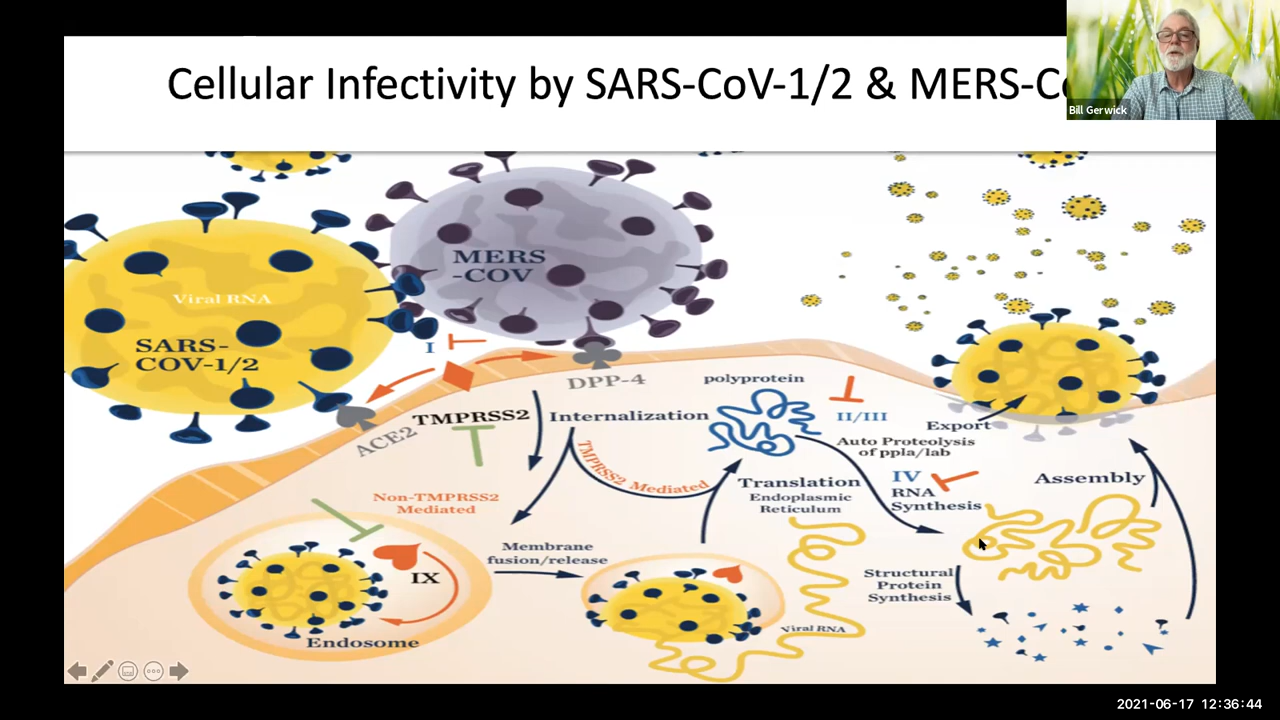 Cellular Infectivity by SARS-CoV-1/2 & MERS-Co
Bill Gerwick
Viral RNA
SARS-
COV-1/2
MERS
-COV
I
DPP-4
ACE2
TMPRSS2
Internalization
TMPRSS2 Mediated
Non-TMPRSS2
Mediated
IX
Endosome
Membrane
fusion/release
polyprotein
II/III
Auto Proteolysis
of ppla/lab
Translation
Endoplasmic
Reticulum
IV
RNA
Synthesis
Export
Assembly
Structural
Protein
Synthesis
Viral RNA
2021-06-17 12:36:44